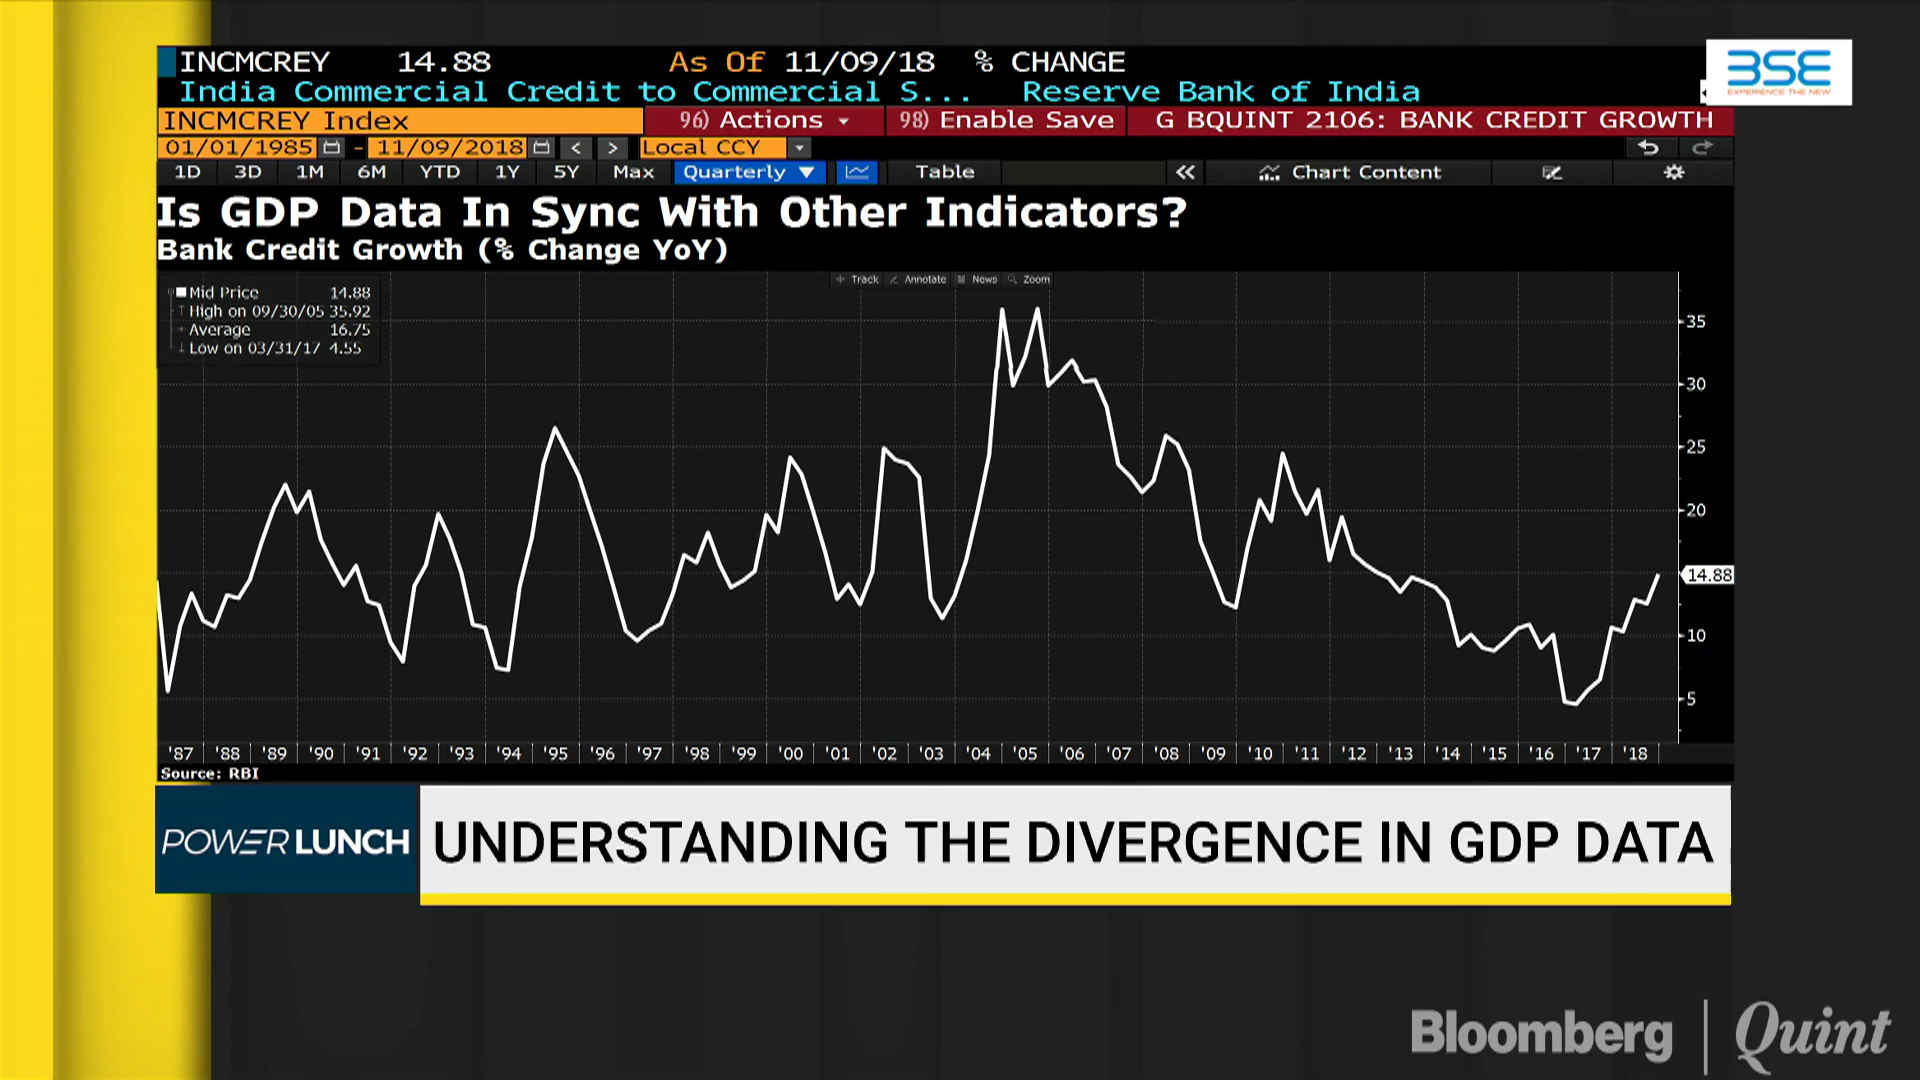 INCMCREY 14.88 As Of 11/09/18 % CHANGE
India Commercial Credit to Commercial S... Reserve Bank of India
BSE
EXPERIENCE THE NEW
INCMCREY Index 96) Actions 98) Enable Save G BQUINT 2106: BANK CREDIT GROWTH
01/01/1985 - 11/09/2018 < > Local CCY
1D 3D 1M 6M YTD 1Y 5Y Max Quarterly ▼ Table « Chart Content
Is GDP Data In Sync With Other Indicators?
Bank Credit Growth (% Change YoY)
Track Annotate News Zoom
Mid Price 14.88
High on 09/30/05 35.92
Average 16.75
Low on 03/31/17 4.55
35
30
25
20
14.88
10
5
'87 '88 '89 '90 '91 '92 '93 '94 '95 '96 '97 '98 '99 '00 '01 '02 '03 '04 '05 '06 '07 '08 '09 '10 '11 '12 '13 '14 '15 '16 '17 '18
Source: RBI
POWER LUNCH UNDERSTANDING THE DIVERGENCE IN GDP DATA
Bloomberg | Quint